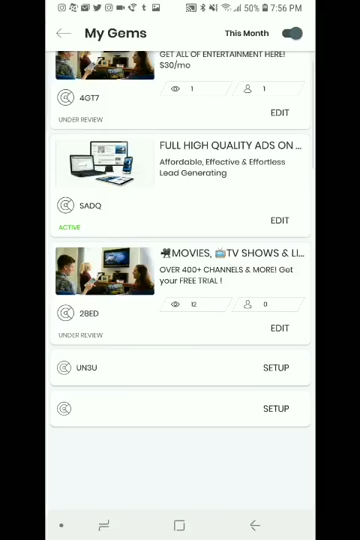 50% 7:56 PM
My Gems
This Month
GET ALL OF ENTERTAINMENT HERE!
$30/mo
1
1
4GT7
UNDER REVIEW
EDIT
FULL HIGH QUALITY ADS ON ...
Affordable, Effective & Effortless
Lead Generating
SADQ
ACTIVE
EDIT
🎥MOVIES, 📺TV SHOWS & LI...
OVER 400+ CHANNELS & MORE! Get
your FREE TRIAL !
12
0
28ED
UNDER REVIEW
EDIT
UN3U
SETUP
SETUP